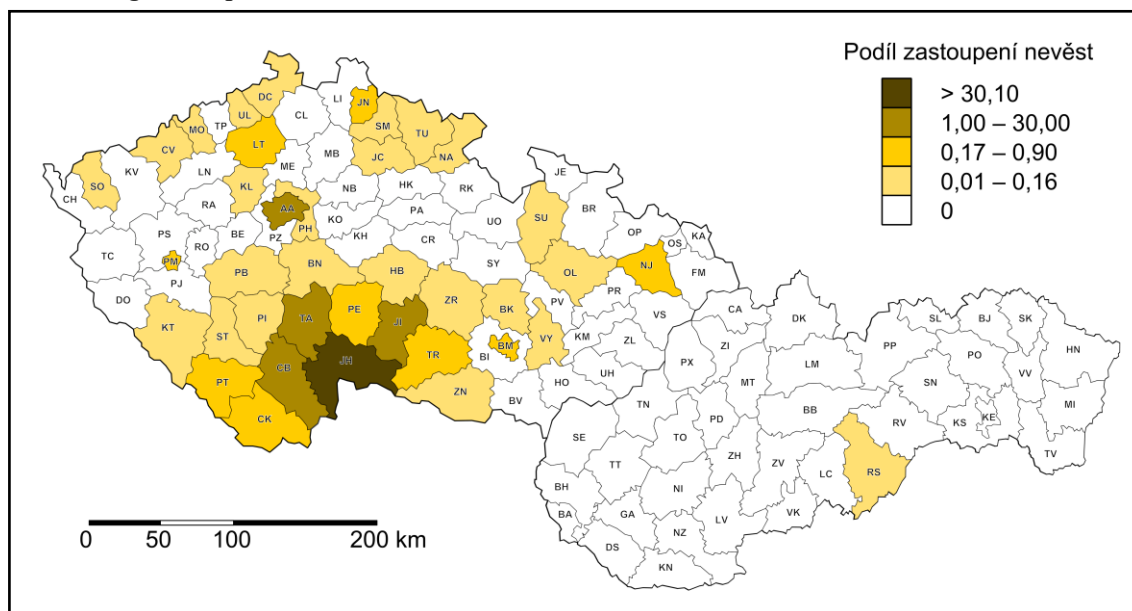 Podíl zastoupení nevěst
> 30,10
1,00 – 30,00
0,17 – 0,90
0,01 – 0,16
0
DC
LI
JN
UL
CL
MO
TP
SM
TU
CV
LT
SO
KV
LN
ME
MB
JC
NA
CH
KL
NB
HK
RK
JE
RA
AA
KO
PA
SU
BR
PS
RO
BE
PZ
PH
KH
CR
UO
OP
OS
KA
TC
PM
SY
NJ
FM
PJ
PB
BN
HB
OL
DO
ZR
BK
PV
PR
KT
ST
PI
TA
PE
JI
VY
KM
VS
CA
DK
BI
BM
ZL
SL
BJ
SK
PT
CB
JH
TR
UH
PX
ZI
PP
PO
HN
CK
ZN
BV
HO
MT
LM
SN
VV
MI
TN
BB
RV
KS
KE
SE
TO
PD
TV
TT
ZH
ZV
LC
RS
BH
NI
BA
GA
LV
VK
NZ
DS
KN
0 50 100 200 km